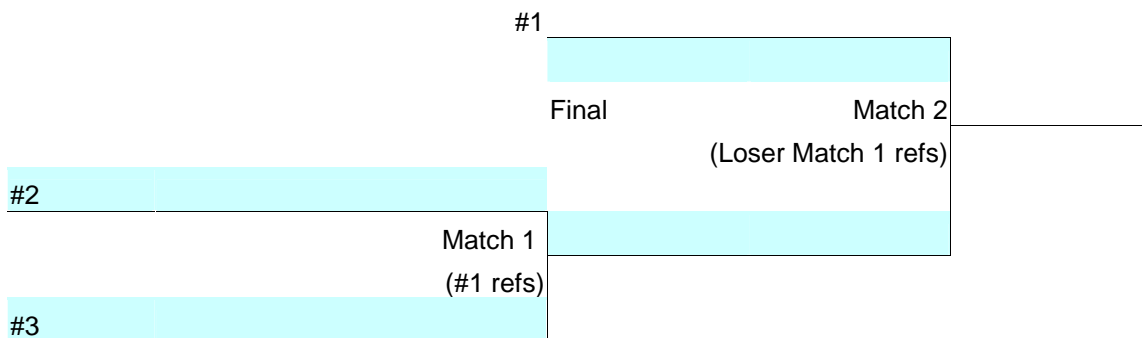 #1
Final Match 2
(Loser Match 1 refs)
#2
Match 1
(#1 refs)
#3